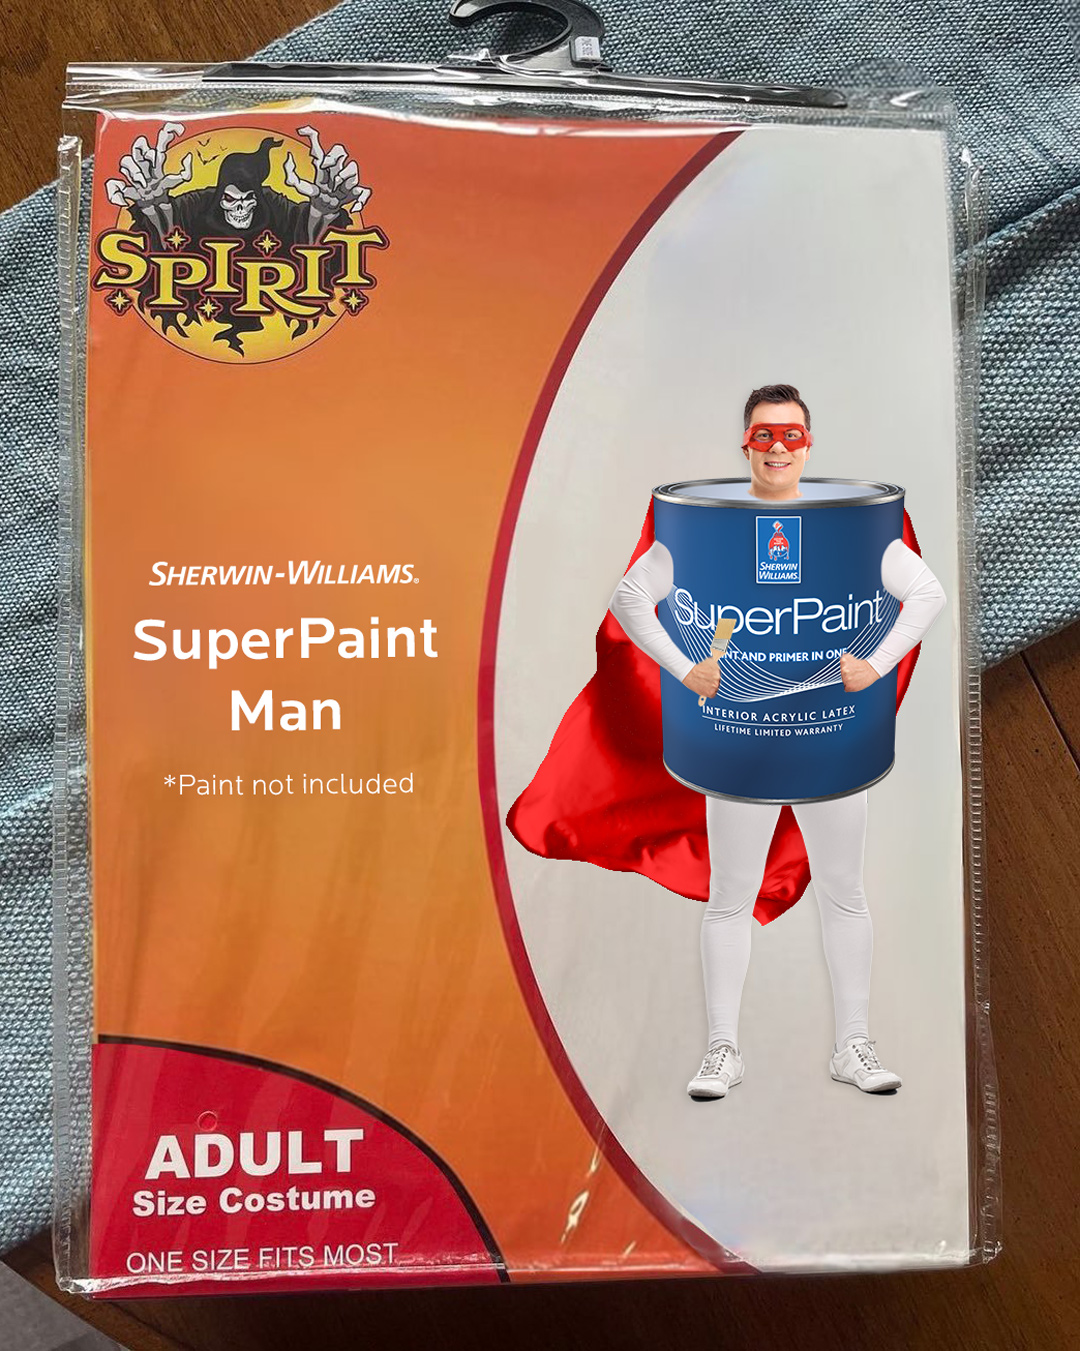 SPIRIT
SHERWIN-WILLIAMS®
SuperPaint
Man
*Paint not included
SHERWIN
WILLIAMS
SuperPaint
AND PRIMER IN ONE
INTERIOR ACRYLIC LATEX
LIFETIME LIMITED WARRANTY
ADULT
Size Costume
ONE SIZE FITS MOST